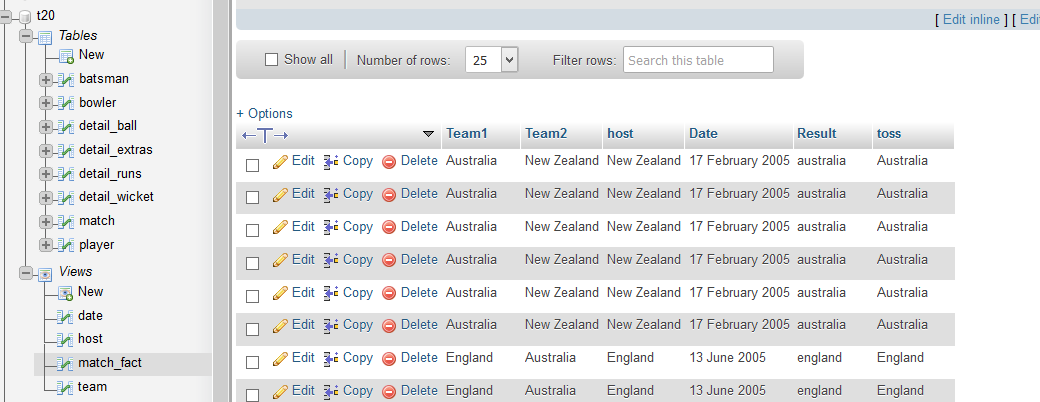 t20
Tables
New
batsman
bowler
detail_ball
detail_extras
detail_runs
detail_wicket
match
player
Views
New
date
host
match_fact
team
[ Edit inline ] [ Edi
Show all Number of rows: 25 Filter rows: Search this table
+ Options
Team1 Team2 host Date Result toss
Edit Copy Delete Australia New Zealand New Zealand 17 February 2005 australia Australia
Edit Copy Delete Australia New Zealand New Zealand 17 February 2005 australia Australia
Edit Copy Delete Australia New Zealand New Zealand 17 February 2005 australia Australia
Edit Copy Delete Australia New Zealand New Zealand 17 February 2005 australia Australia
Edit Copy Delete Australia New Zealand New Zealand 17 February 2005 australia Australia
Edit Copy Delete Australia New Zealand New Zealand 17 February 2005 australia Australia
Edit Copy Delete England Australia England 13 June 2005 england England
Edit Copy Delete England Australia England 13 June 2005 england England